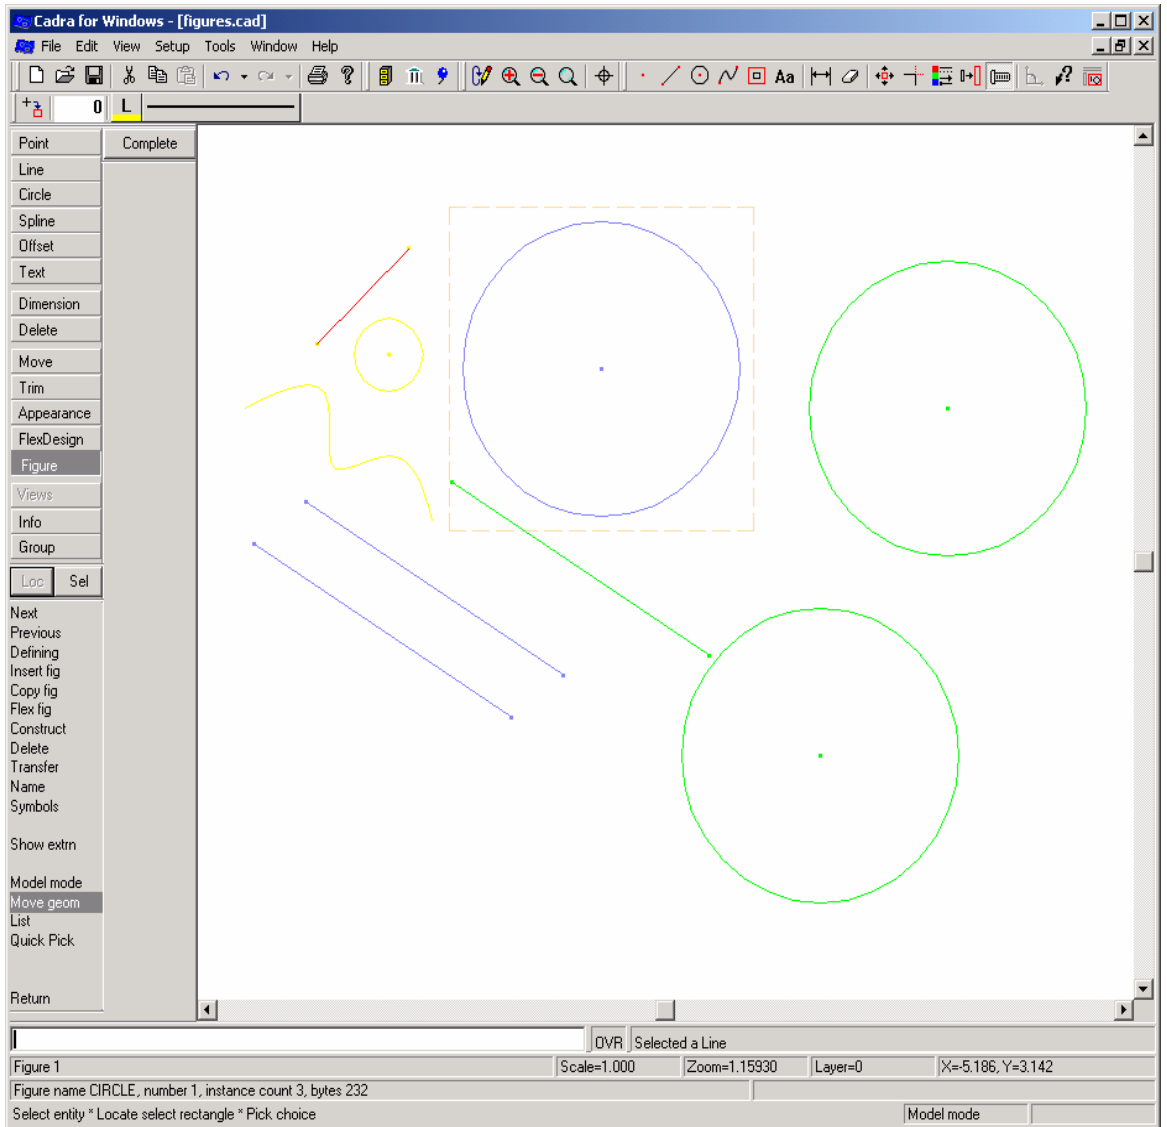 Cadra for Windows - [figures.cad]
File Edit View Setup Tools Window Help
Aa
0 L
Point
Complete
Line
Circle
Spline
Offset
Text
Dimension
Delete
Move
Trim
Appearance
FlexDesign
Figure
Views
Info
Group
Loc Sel
Next
Previous
Defining
Insert fig
Copy fig
Flex fig
Construct
Delete
Transfer
Name
Symbols
Show extrn
Model mode
Move geom
List
Quick Pick
Return
OVR Selected a Line
Figure 1 Scale=1.000 Zoom=1.15930 Layer=0 X=-5.186, Y=3.142
Figure name CIRCLE, number 1, instance count 3, bytes 232
Select entity * Locate select rectangle * Pick choice Model mode